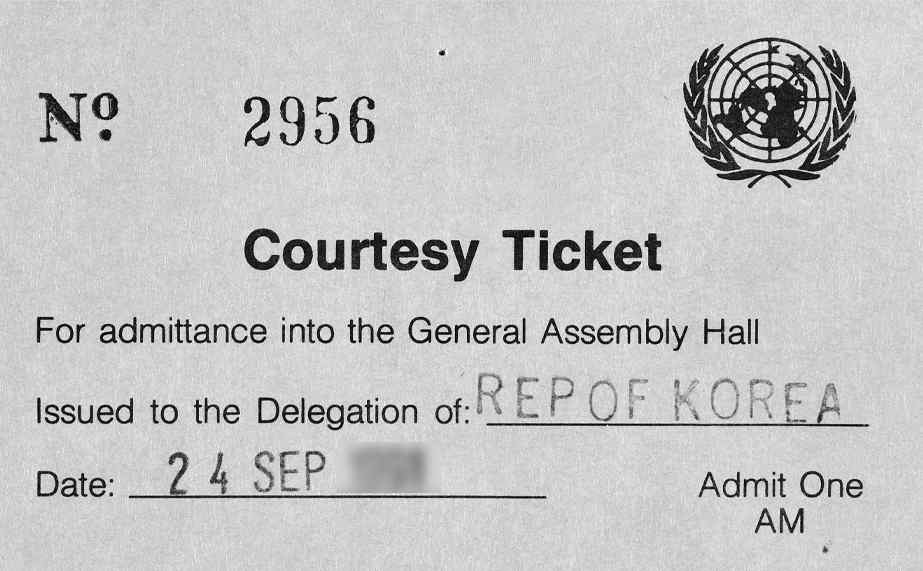 Nº 2956
Courtesy Ticket
For admittance into the General Assembly Hall
Issued to the Delegation of: REP OF KOREA
Date: 24 SEP
Admit One
AM